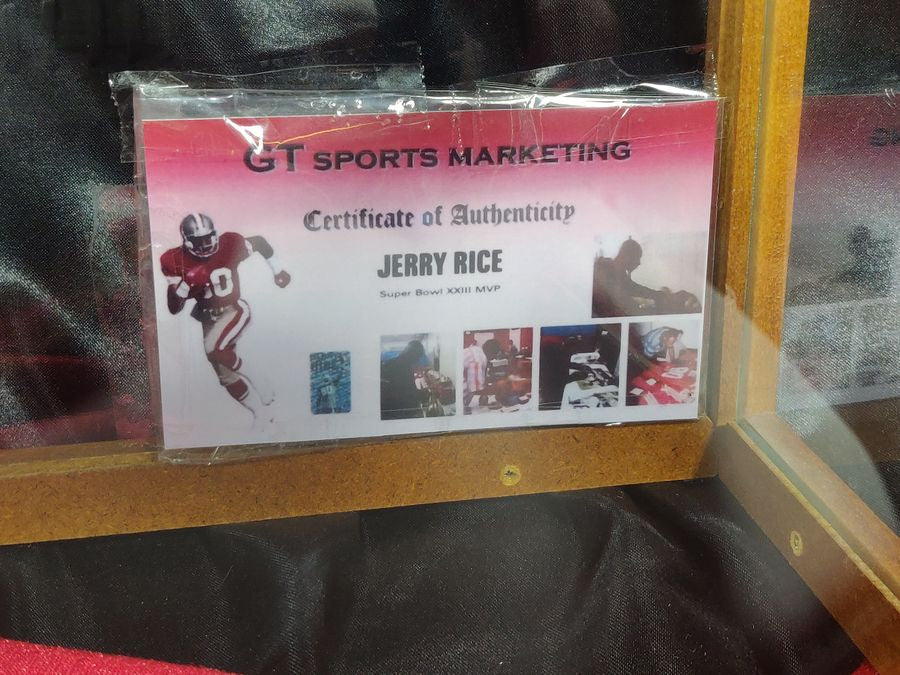 GT SPORTS MARKETING
Certificate of Authenticity
JERRY RICE
Super Bowl XXIII MVP